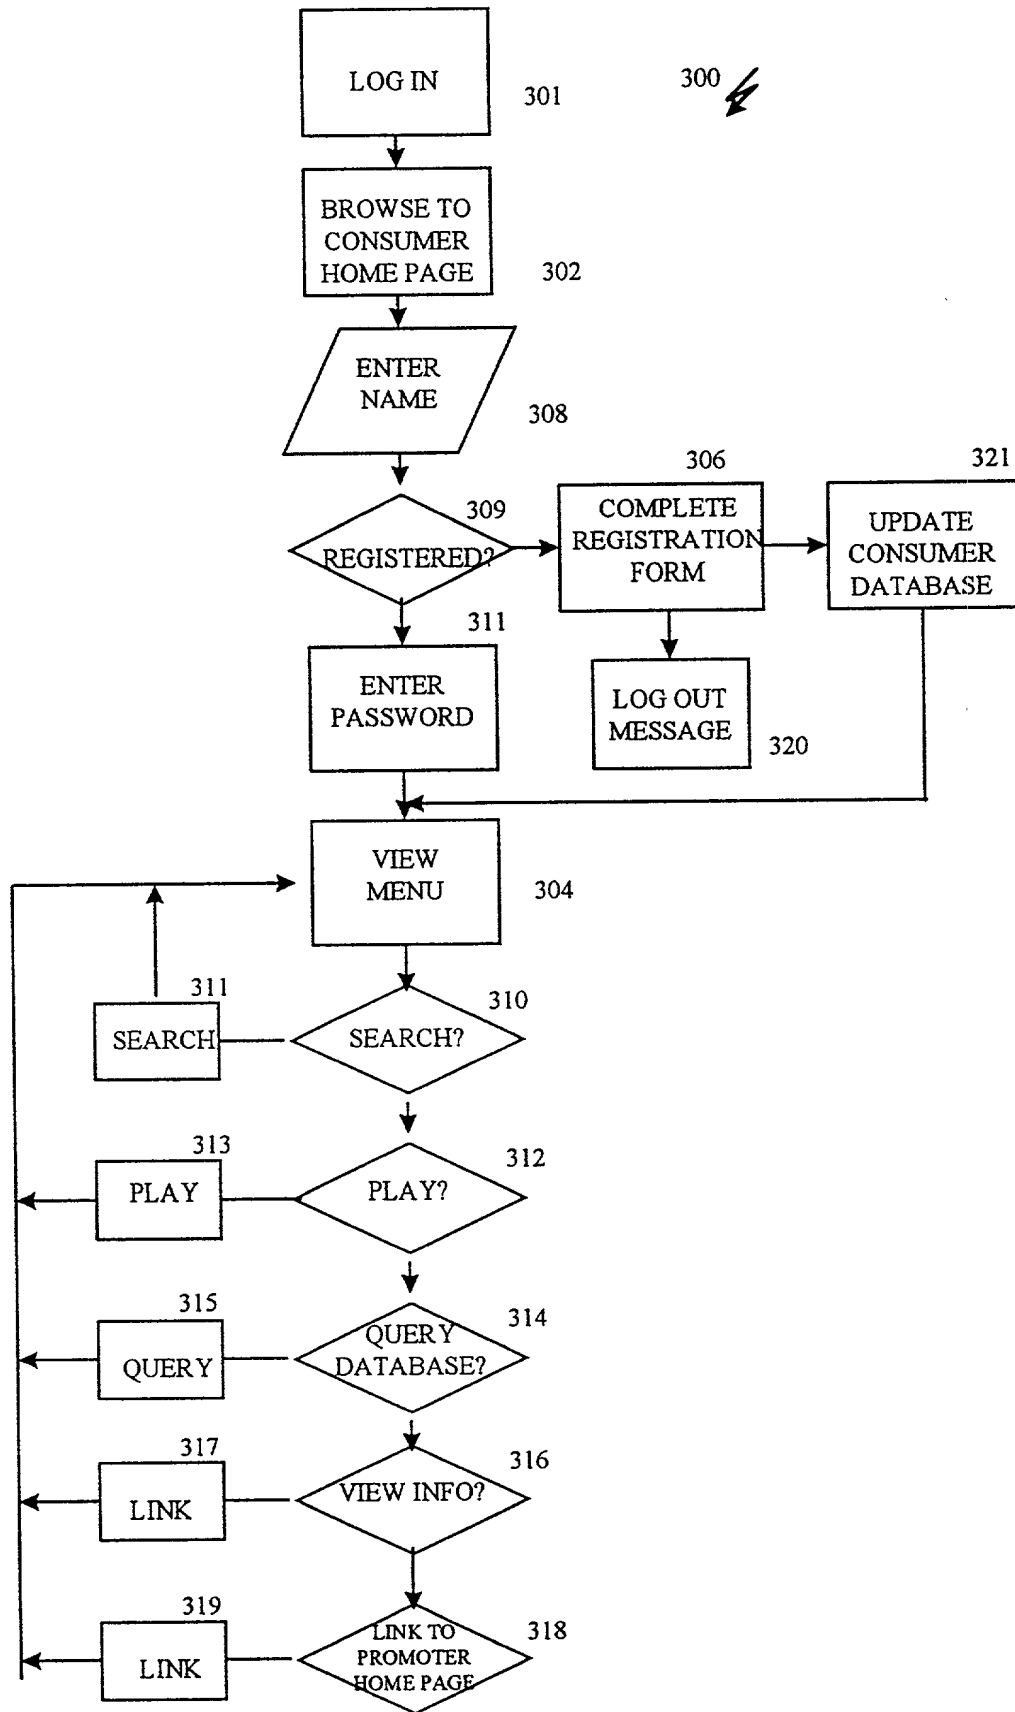 LOG IN
301
300
BROWSE TO
CONSUMER
HOME PAGE
302
ENTER
NAME
308
309
REGISTERED?
306
COMPLETE
REGISTRATION
FORM
321
UPDATE
CONSUMER
DATABASE
311
ENTER
PASSWORD
LOG OUT
MESSAGE
320
VIEW
MENU
304
311
SEARCH
310
SEARCH?
313
PLAY
312
PLAY?
315
QUERY
314
QUERY
DATABASE?
317
LINK
316
VIEW INFO?
319
LINK
318
LINK TO
PROMOTER
HOME PAGE